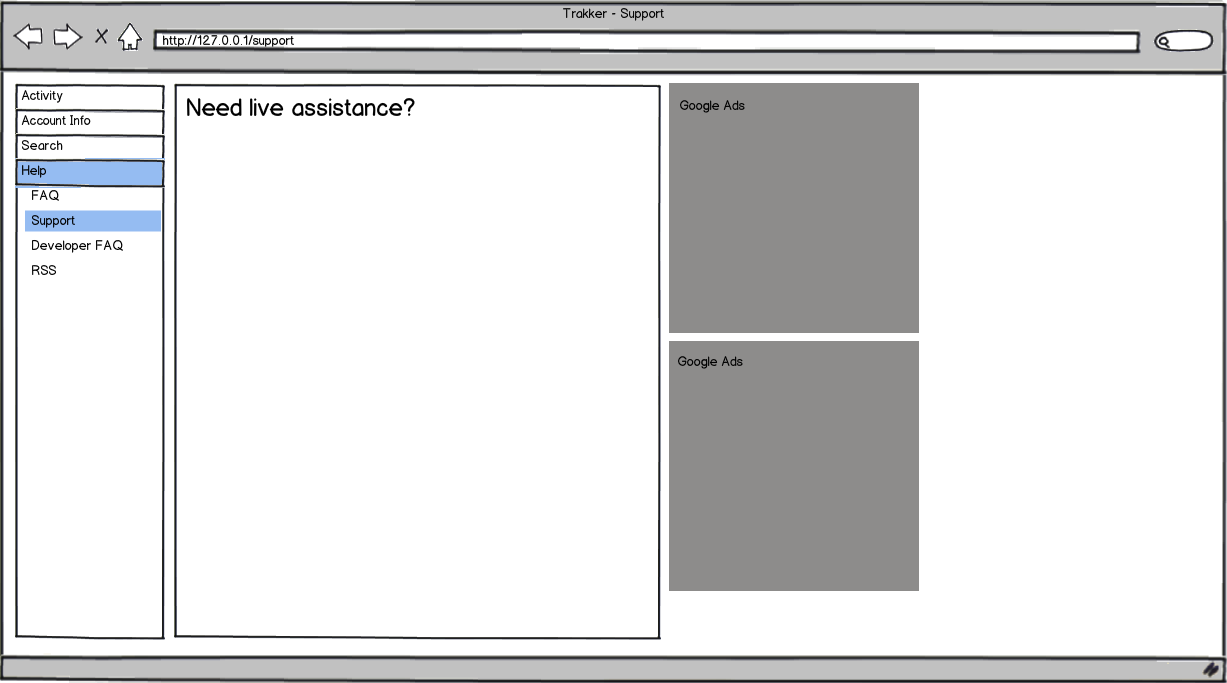 Trakker - Support
http://127.0.0.1/support
Activity
Account Info
Search
Help
FAQ
Support
Developer FAQ
RSS
Need live assistance?
Google Ads
Google Ads